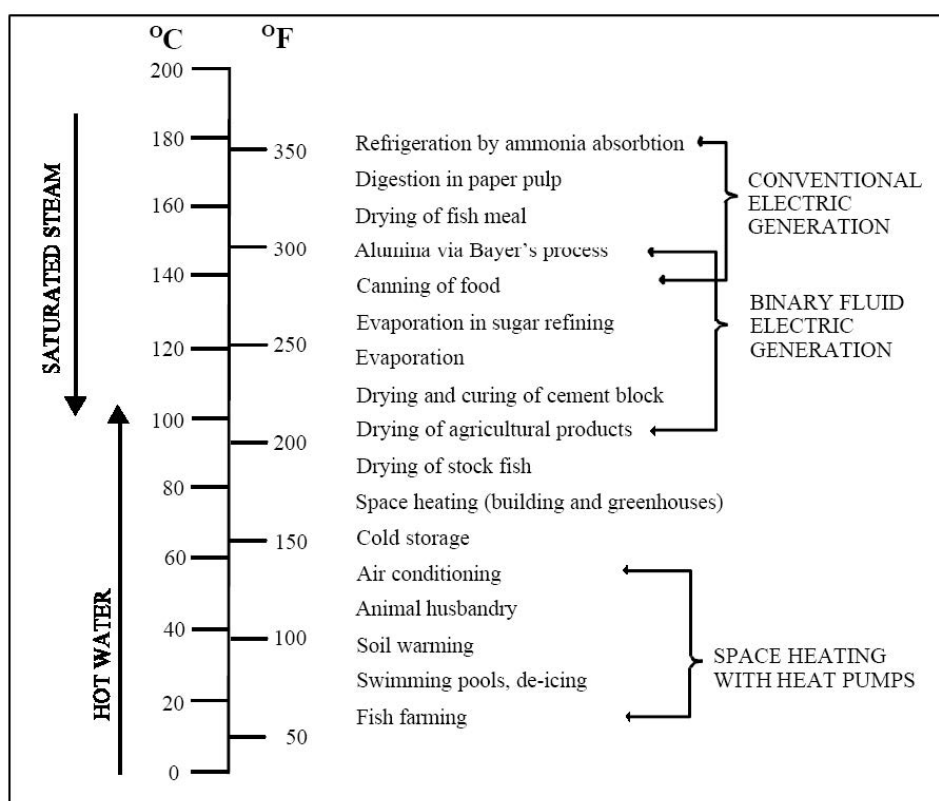 °C
°F
200
180
160
140
120
100
80
60
40
20
0
350
300
250
200
150
100
50
SATURATED STEAM
HOT WATER
Refrigeration by ammonia absorbtion
Digestion in paper pulp
Drying of fish meal
Alumina via Bayer's process
Canning of food
Evaporation in sugar refining
Evaporation
Drying and curing of cement block
Drying of agricultural products
Drying of stock fish
Space heating (building and greenhouses)
Cold storage
Air conditioning
Animal husbandry
Soil warming
Swimming pools, de-icing
Fish farming
CONVENTIONAL
ELECTRIC
GENERATION
BINARY FLUID
ELECTRIC
GENERATION
SPACE HEATING
WITH HEAT PUMPS